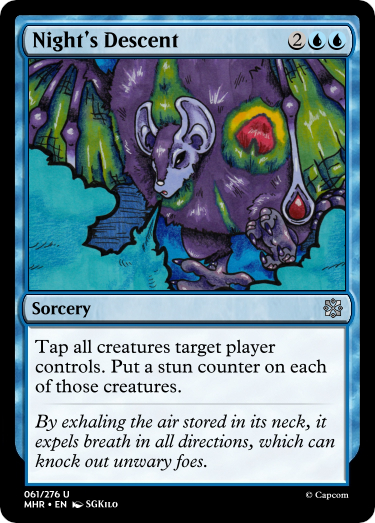 Night's Descent 2
Sorcery
Tap all creatures target player
controls. Put a stun counter on each
of those creatures.
By exhaling the air stored in its neck, it
expels breath in all directions, which can
knock out unwary foes.
061/276 U
MHR • EN SGKilo © Capcom